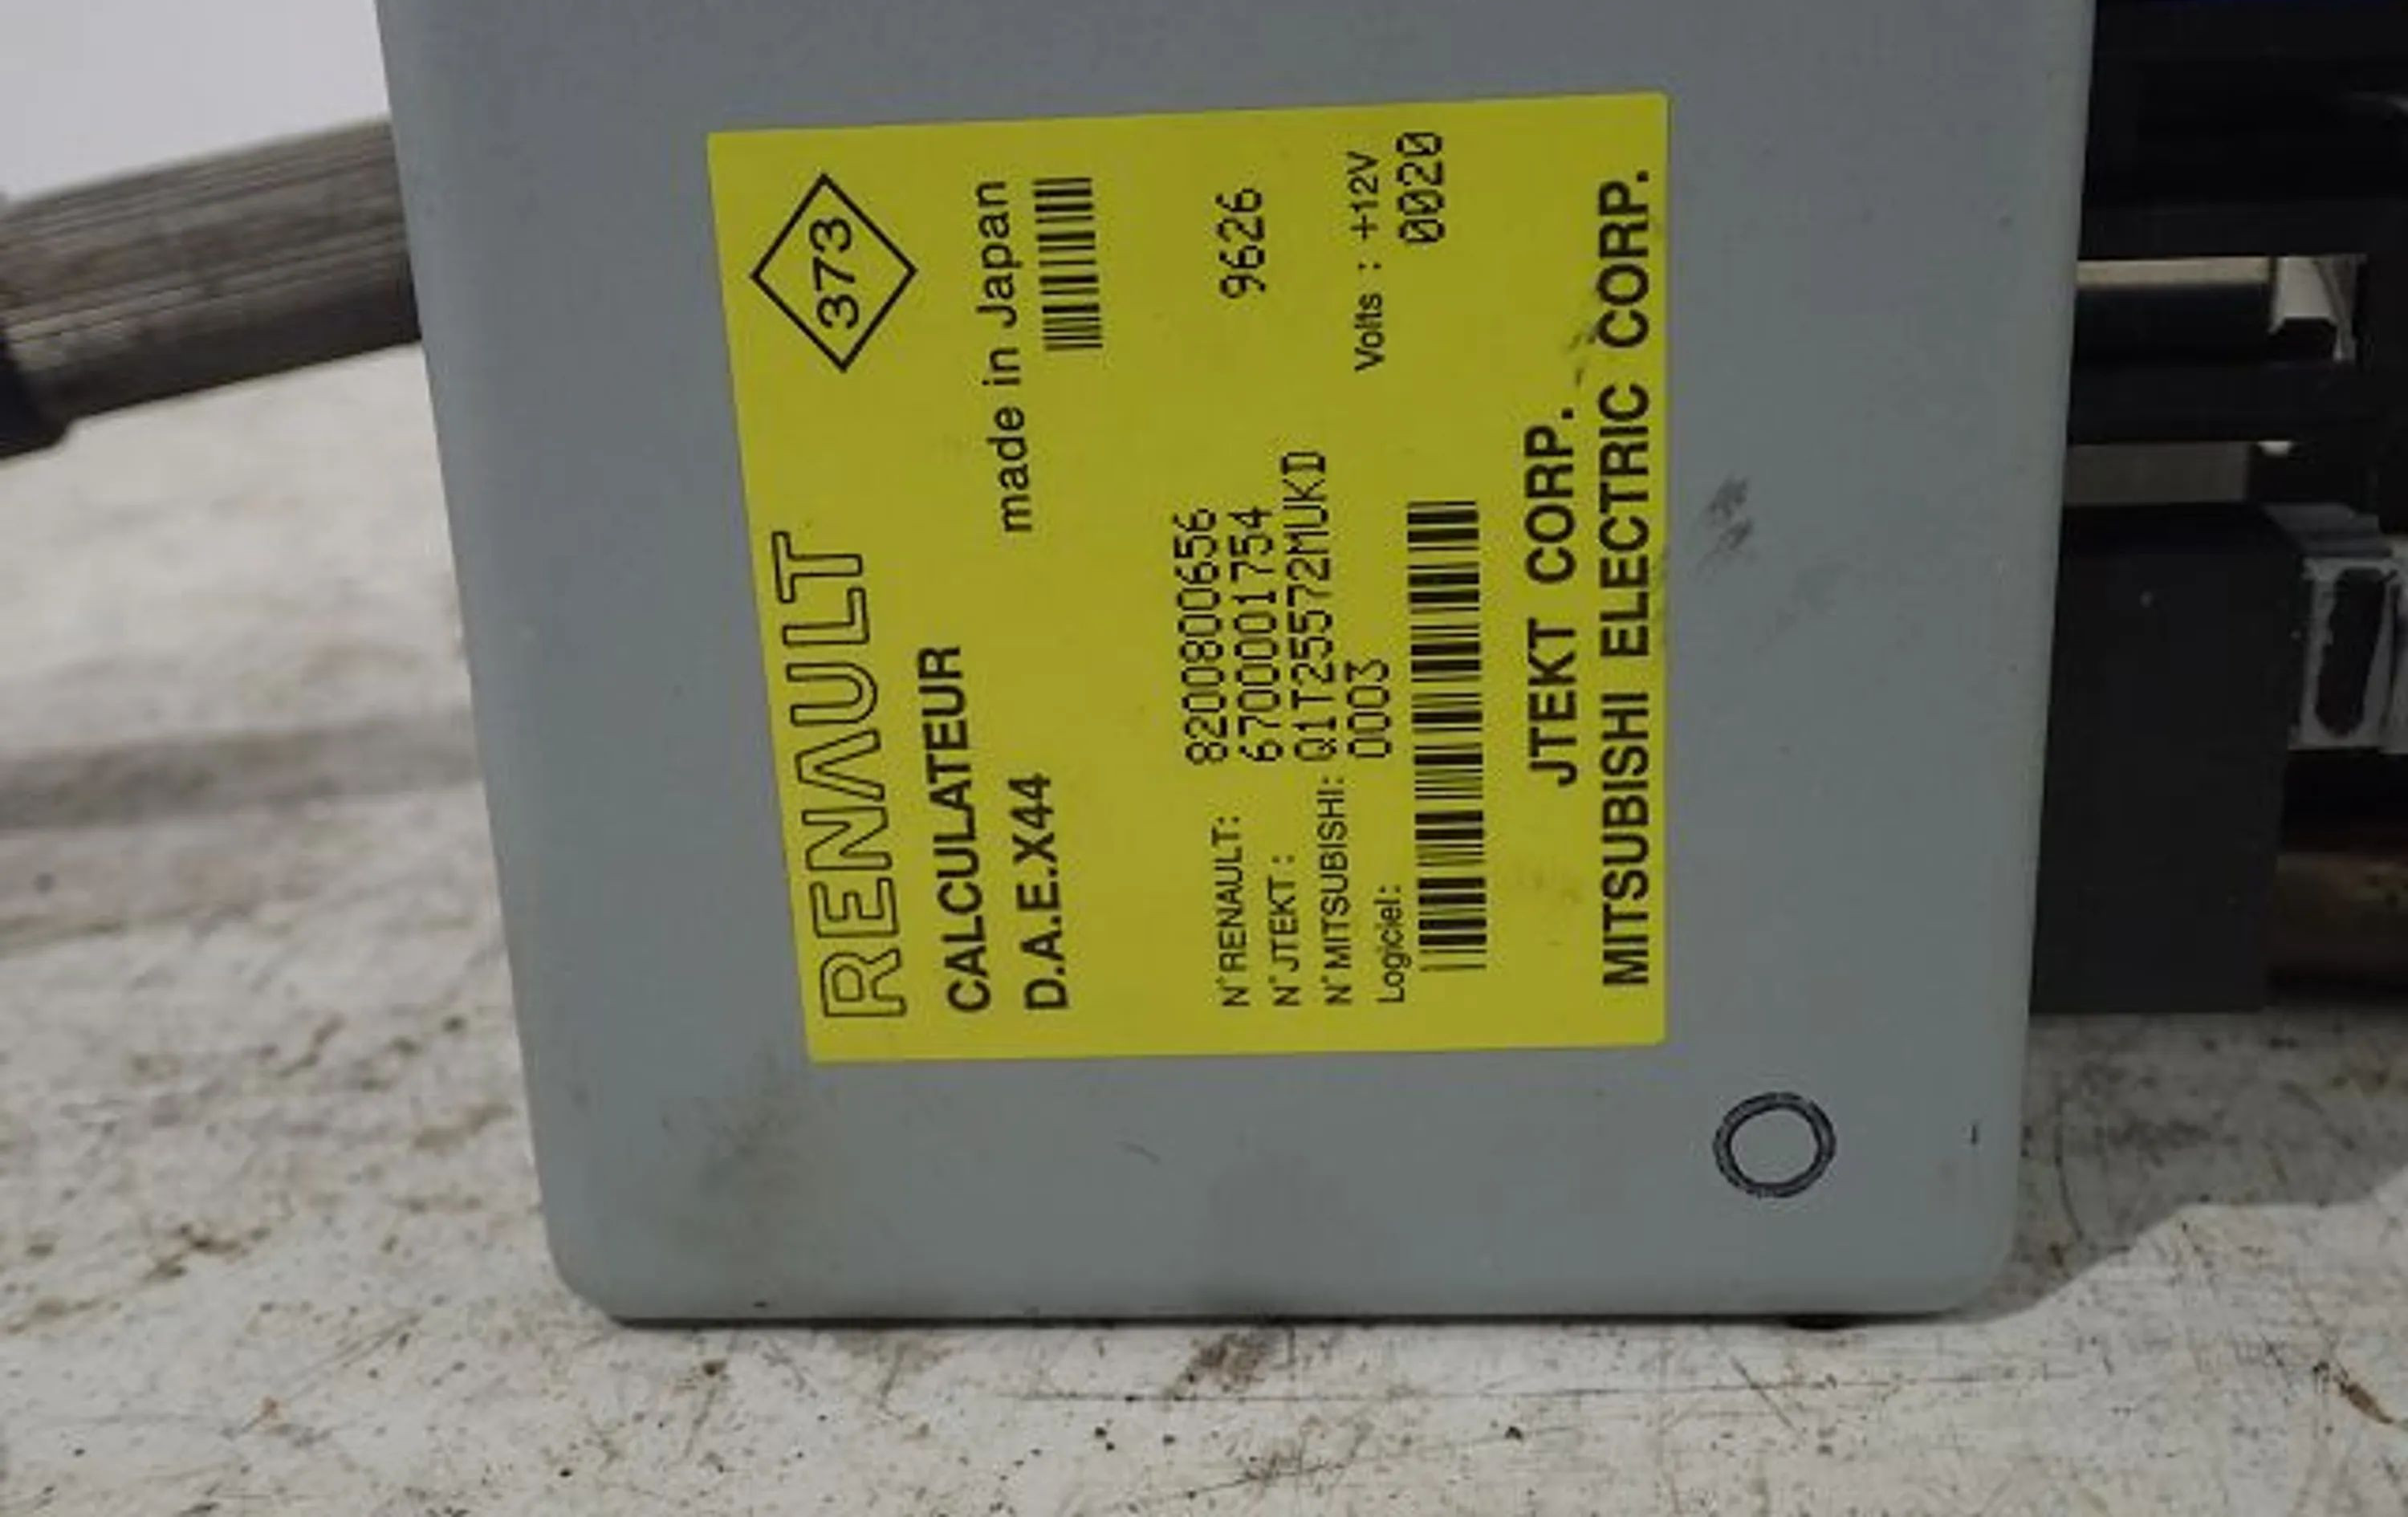 RENAULT 373
CALCULATEUR
D.A.E.X44 made in Japan
N°RENAULT: 8200800656
N°JTEKT: 6700001754 9626
N°MITSUBISHI: Q1T25572MUKD
Logiciel: 0003 Volts : +12V
0020
JTEKT CORP.
MITSUBISHI ELECTRIC CORP.